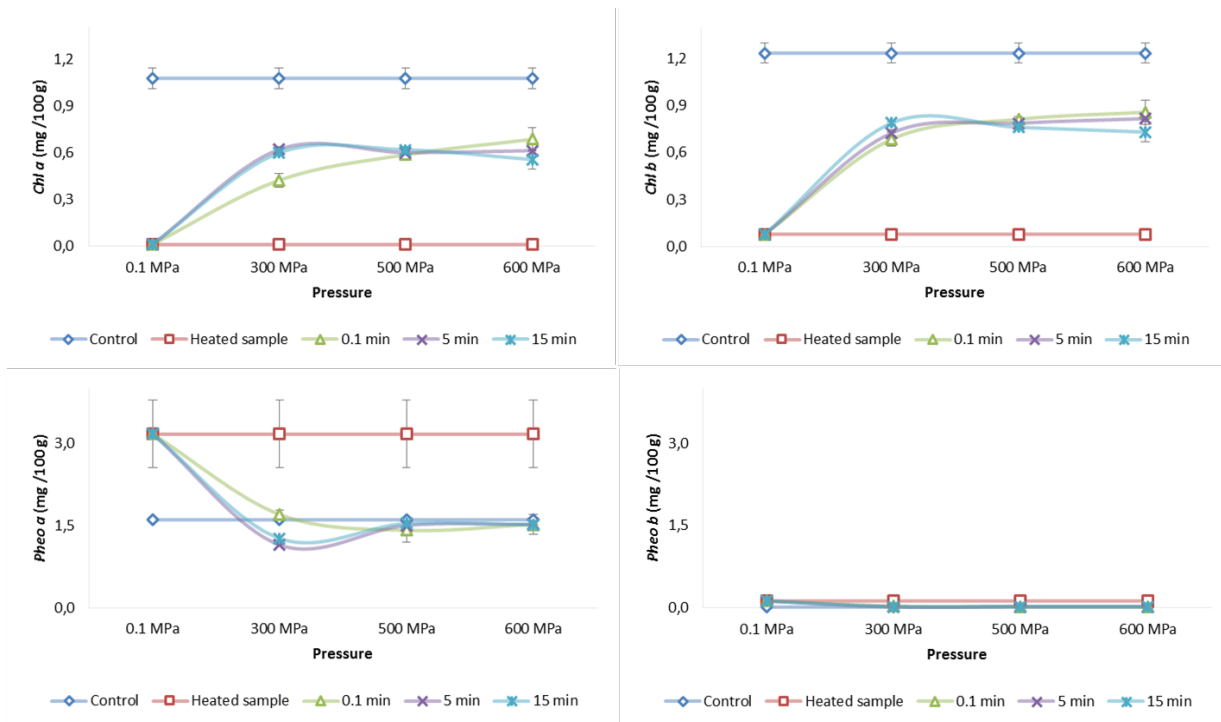 Chl a (mg /100 g)
1,2
0,9
0,6
0,3
0,0
0.1 MPa 300 MPa 500 MPa 600 MPa
Pressure
Control Heated sample 0.1 min 5 min 15 min
Chl b (mg /100 g)
1,2
0,9
0,6
0,3
0,0
0.1 MPa 300 MPa 500 MPa 600 MPa
Pressure
Control Heated sample 0.1 min 5 min 15 min
Pheo a (mg /100 g)
3,0
1,5
0,0
0.1 MPa 300 MPa 500 MPa 600 MPa
Pressure
Control Heated sample 0.1 min 5 min 15 min
Pheo b (mg /100 g)
3,0
1,5
0,0
0.1 MPa 300 MPa 500 MPa 600 MPa
Pressure
Control Heated sample 0.1 min 5 min 15 min